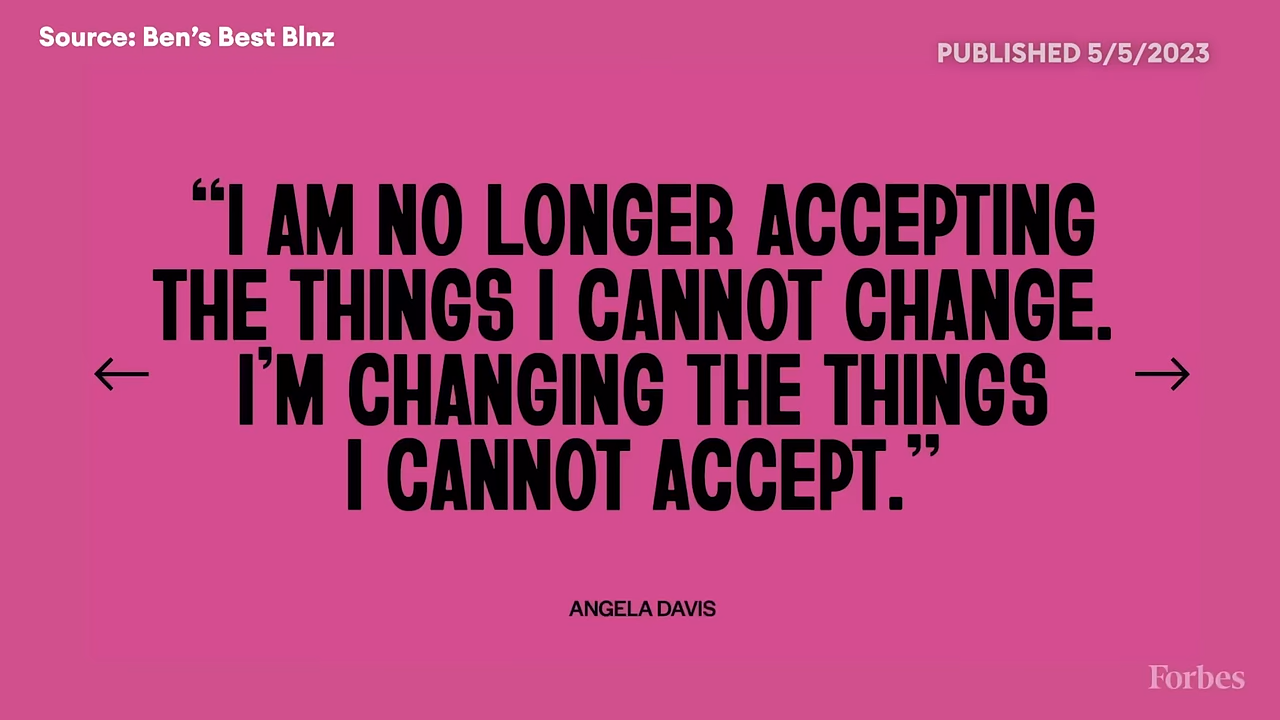 Source: Ben’s Best Blnz
PUBLISHED 5/5/2023
“I AM NO LONGER ACCEPTING
THE THINGS I CANNOT CHANGE.
I’M CHANGING THE THINGS
I CANNOT ACCEPT.”
ANGELA DAVIS
Forbes